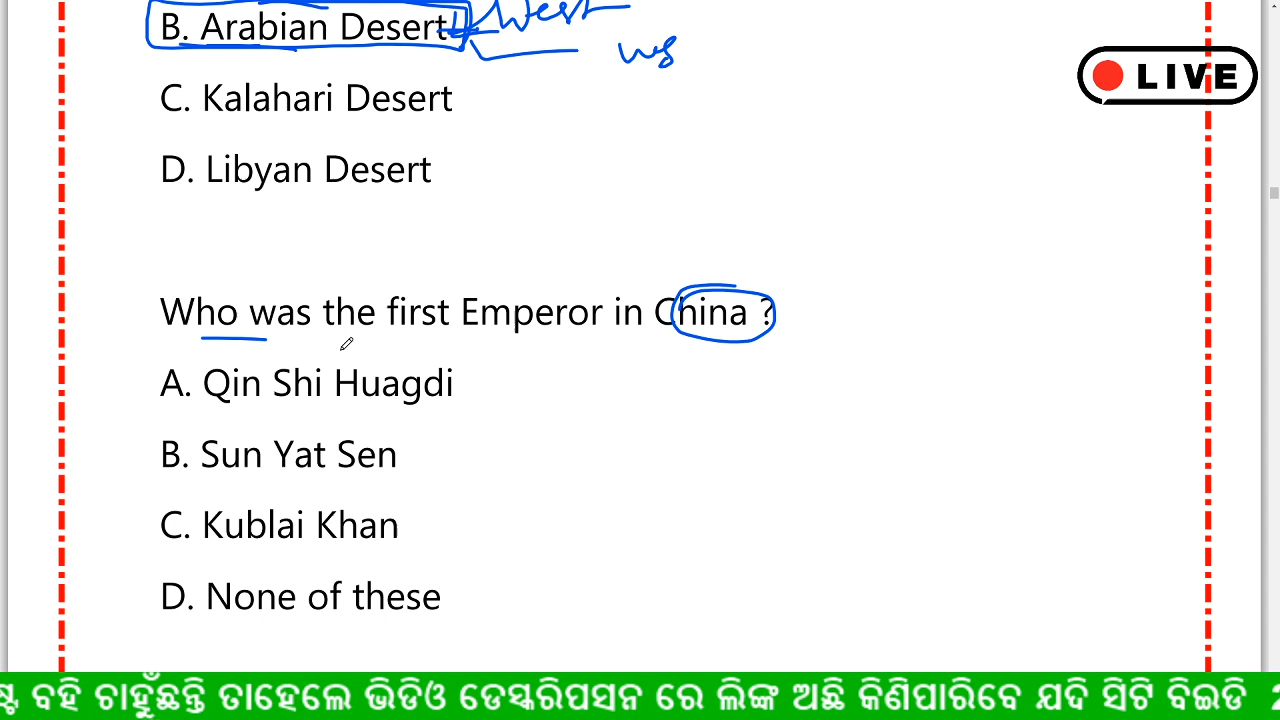 B. Arabian Desert West
LIVE
C. Kalahari Desert
D. Libyan Desert
Who was the first Emperor in China ?
A. Qin Shi Huagdi
B. Sun Yat Sen
C. Kublai Khan
D. None of these
ବହି ଚାହୁଁଛନ୍ତି ତାହେଲେ ଭିଡିଓ ଡେସ୍କରିପସନ ରେ ଲିଙ୍କ ଅଛି କିଣିପାରିବେ ଯଦି ସିଟି ବିଇଡି